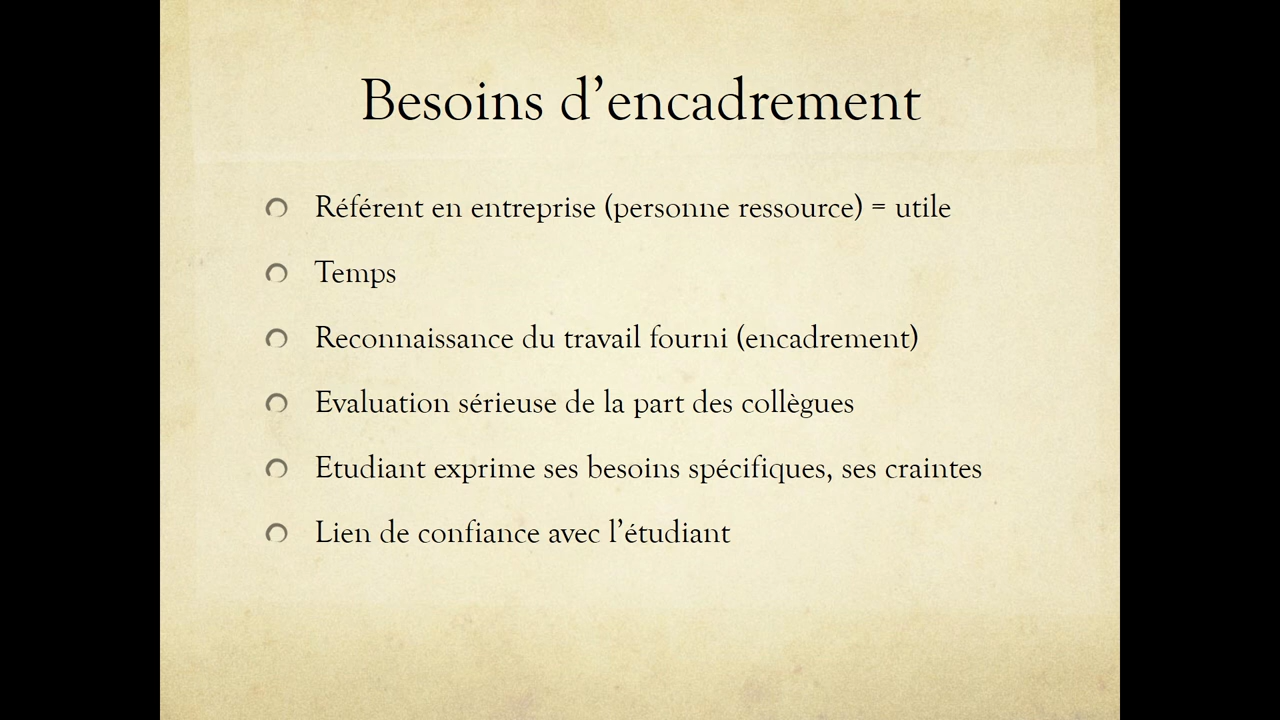 Besoins d’encadrement
Référent en entreprise (personne ressource) = utile
Temps
Reconnaissance du travail fourni (encadrement)
Evaluation sérieuse de la part des collègues
Etudiant exprime ses besoins spécifiques, ses craintes
Lien de confiance avec l’étudiant